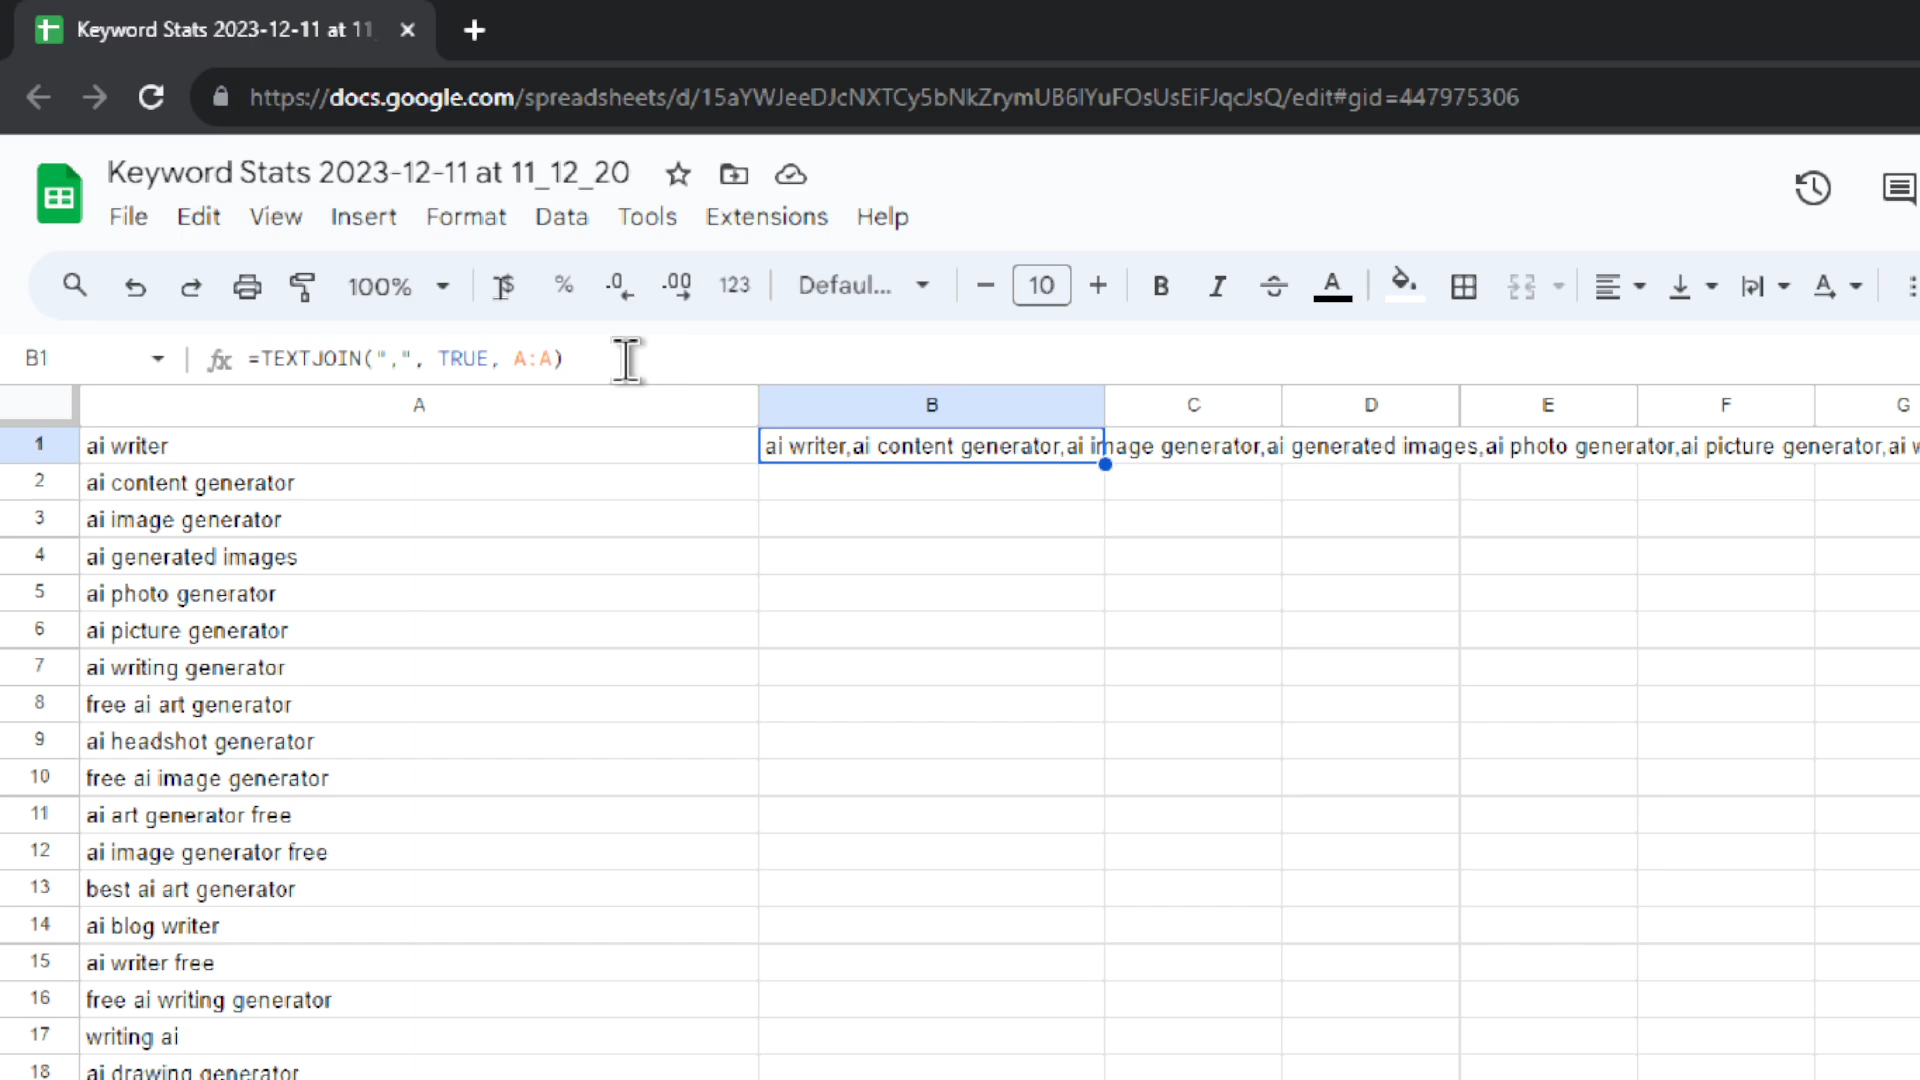 Keyword Stats 2023-12-11 at 11
https://docs.google.com/spreadsheets/d/15aYWJeeDJcNXTCy5bNkZrymUB6lYuFOsUsEiFJqcJsQ/edit#gid=447975306
Keyword Stats 2023-12-11 at 11_12_20
File Edit View Insert Format Data Tools Extensions Help
100% $ % .0 .00 123 Defaul... 10 B I A A
B1 fx =TEXTJOIN(",", TRUE, A:A)
A B C D E F G
1 ai writer ai writer,ai content generator,ai image generator,ai generated images,ai photo generator,ai picture generator,ai
2 ai content generator
3 ai image generator
4 ai generated images
5 ai photo generator
6 ai picture generator
7 ai writing generator
8 free ai art generator
9 ai headshot generator
10 free ai image generator
11 ai art generator free
12 ai image generator free
13 best ai art generator
14 ai blog writer
15 ai writer free
16 free ai writing generator
17 writing ai
18 ai drawing generator